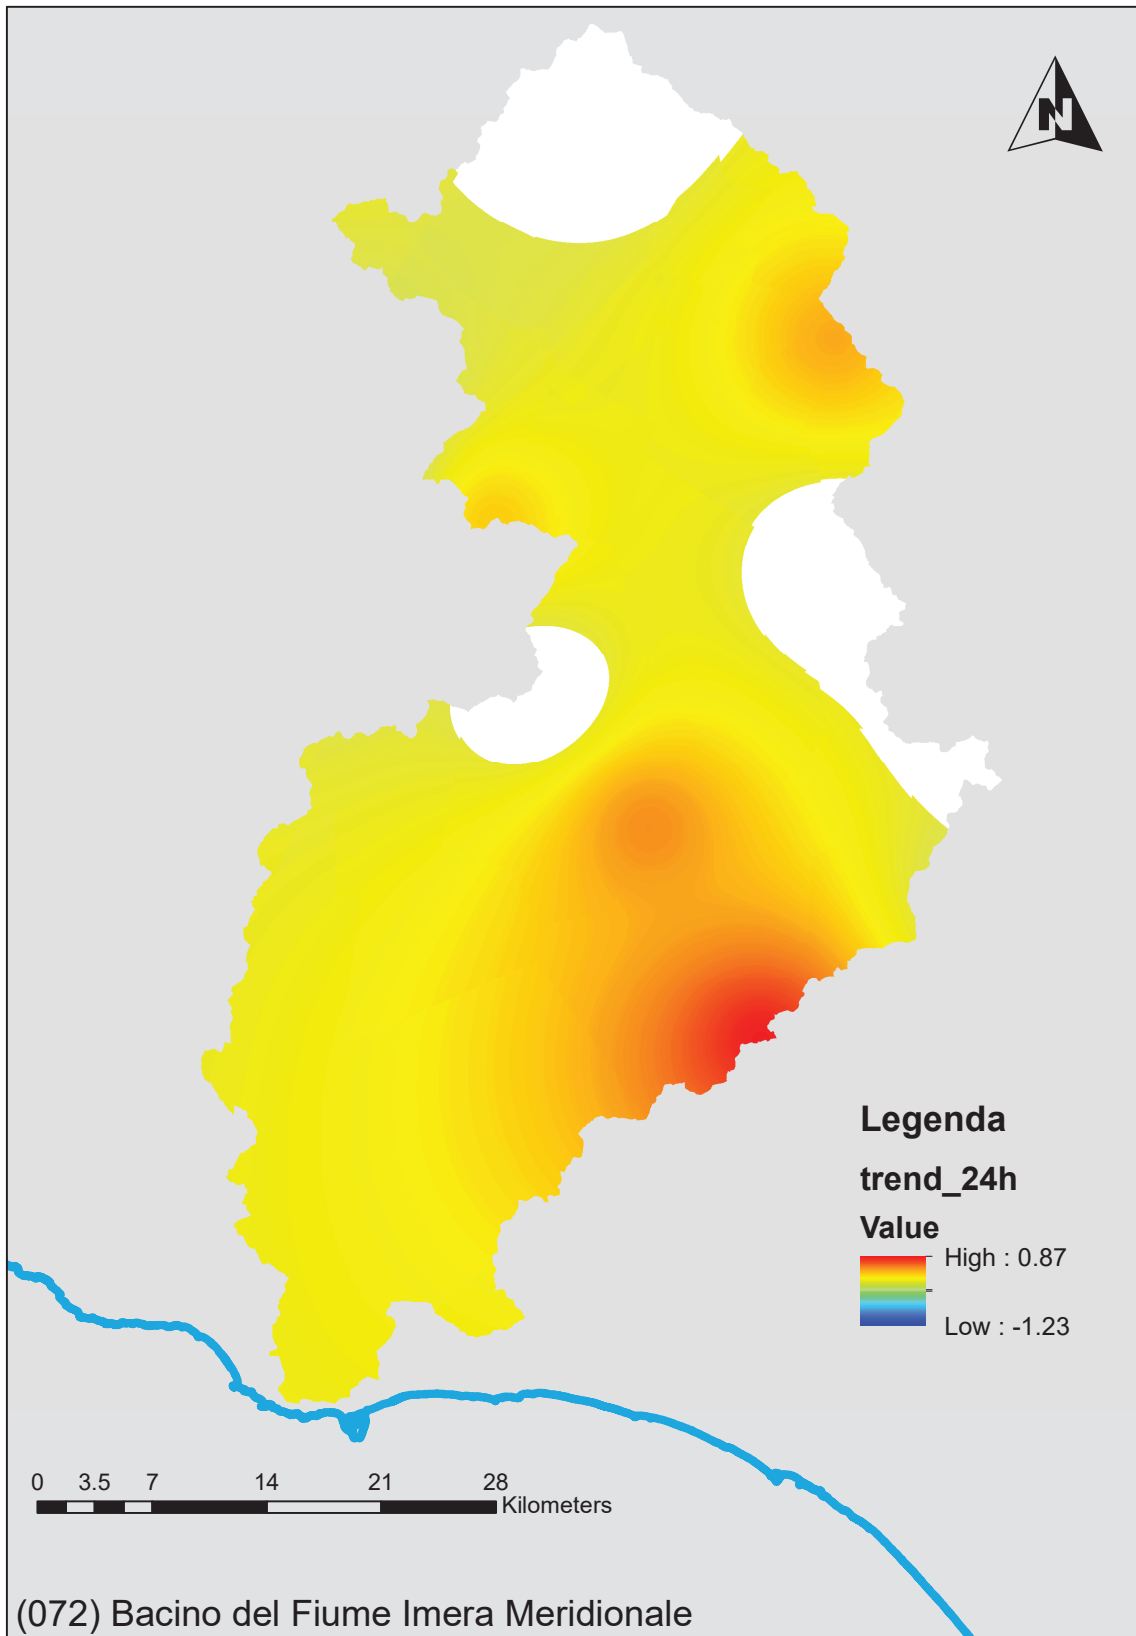 N
Legenda
trend_24h
Value
High : 0.87
Low : -1.23
0 3.5 7 14 21 28
Kilometers
(072) Bacino del Fiume Imera Meridionale